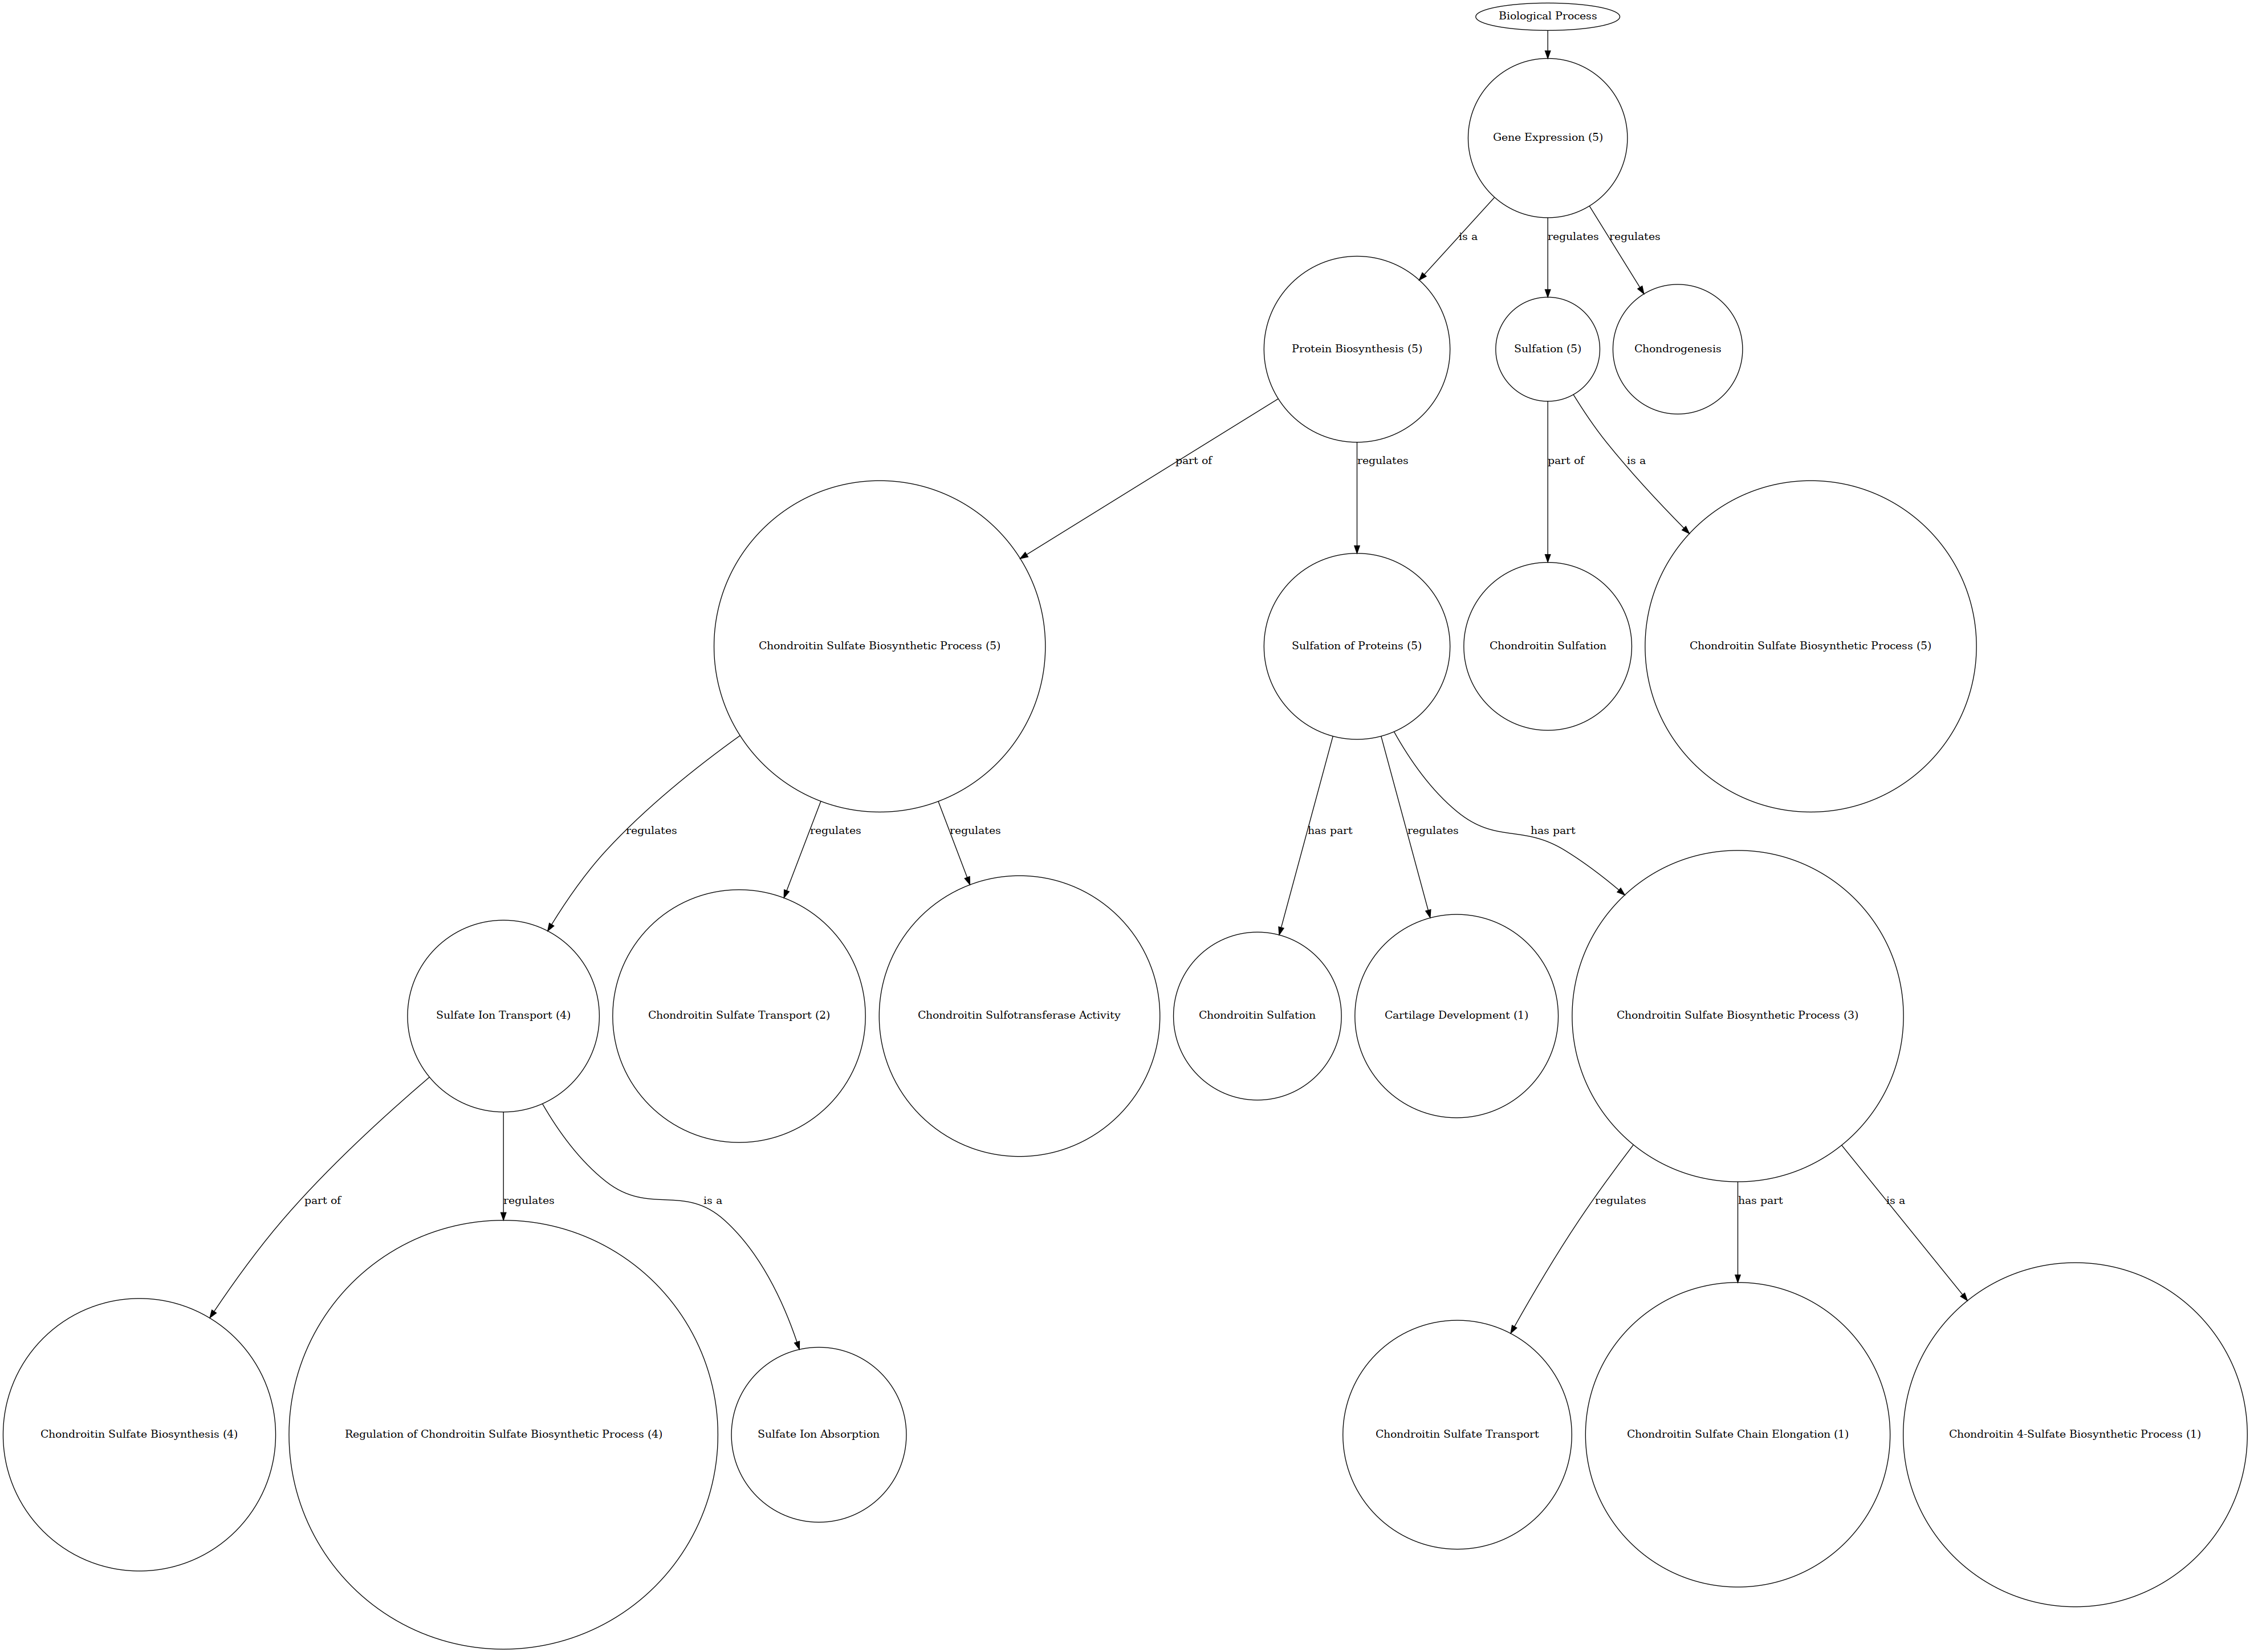 Biological Process
Gene Expression (5)
is a
regulates
regulates
Protein Biosynthesis (5)
Sulfation (5)
Chondrogenesis
part of
regulates
part of
is a
Chondroitin Sulfate Biosynthetic Process (5)
Sulfation of Proteins (5)
Chondroitin Sulfation
Chondroitin Sulfate Biosynthetic Process (5)
regulates
regulates
regulates
has part
regulates
has part
Sulfate Ion Transport (4)
Chondroitin Sulfate Transport (2)
Chondroitin Sulfotransferase Activity
Chondroitin Sulfation
Cartilage Development (1)
Chondroitin Sulfate Biosynthetic Process (3)
part of
regulates
is a
regulates
has part
is a
Chondroitin Sulfate Biosynthesis (4)
Regulation of Chondroitin Sulfate Biosynthetic Process (4)
Sulfate Ion Absorption
Chondroitin Sulfate Transport
Chondroitin Sulfate Chain Elongation (1)
Chondroitin 4-Sulfate Biosynthetic Process (1)